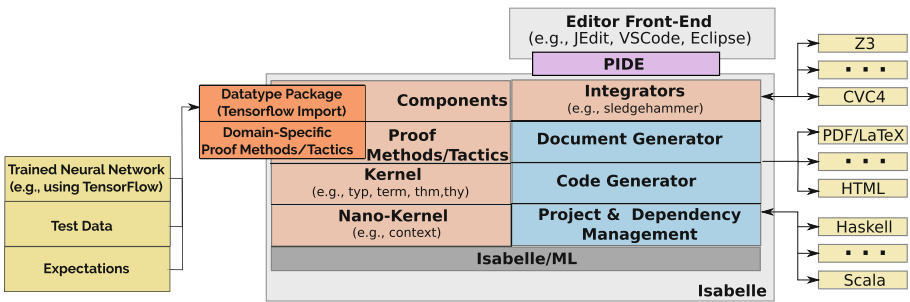 Editor Front-End
(e.g., JEdit, VSCode, Eclipse)
PIDE
Datatype Package
(Tensorflow Import)
Domain-Specific
Proof Methods/Tactics
Components
Integrators
(e.g., sledgehammer)
Proof
Methods/Tactics
Document Generator
Kernel
(e.g., typ, term, thm,thy)
Code Generator
Nano-Kernel
(e.g., context)
Project & Dependency
Management
Isabelle/ML
Isabelle
Trained Neural Network
(e.g., using TensorFlow)
Test Data
Expectations
Z3
...
CVC4
PDF/LaTeX
...
HTML
Haskell
...
Scala